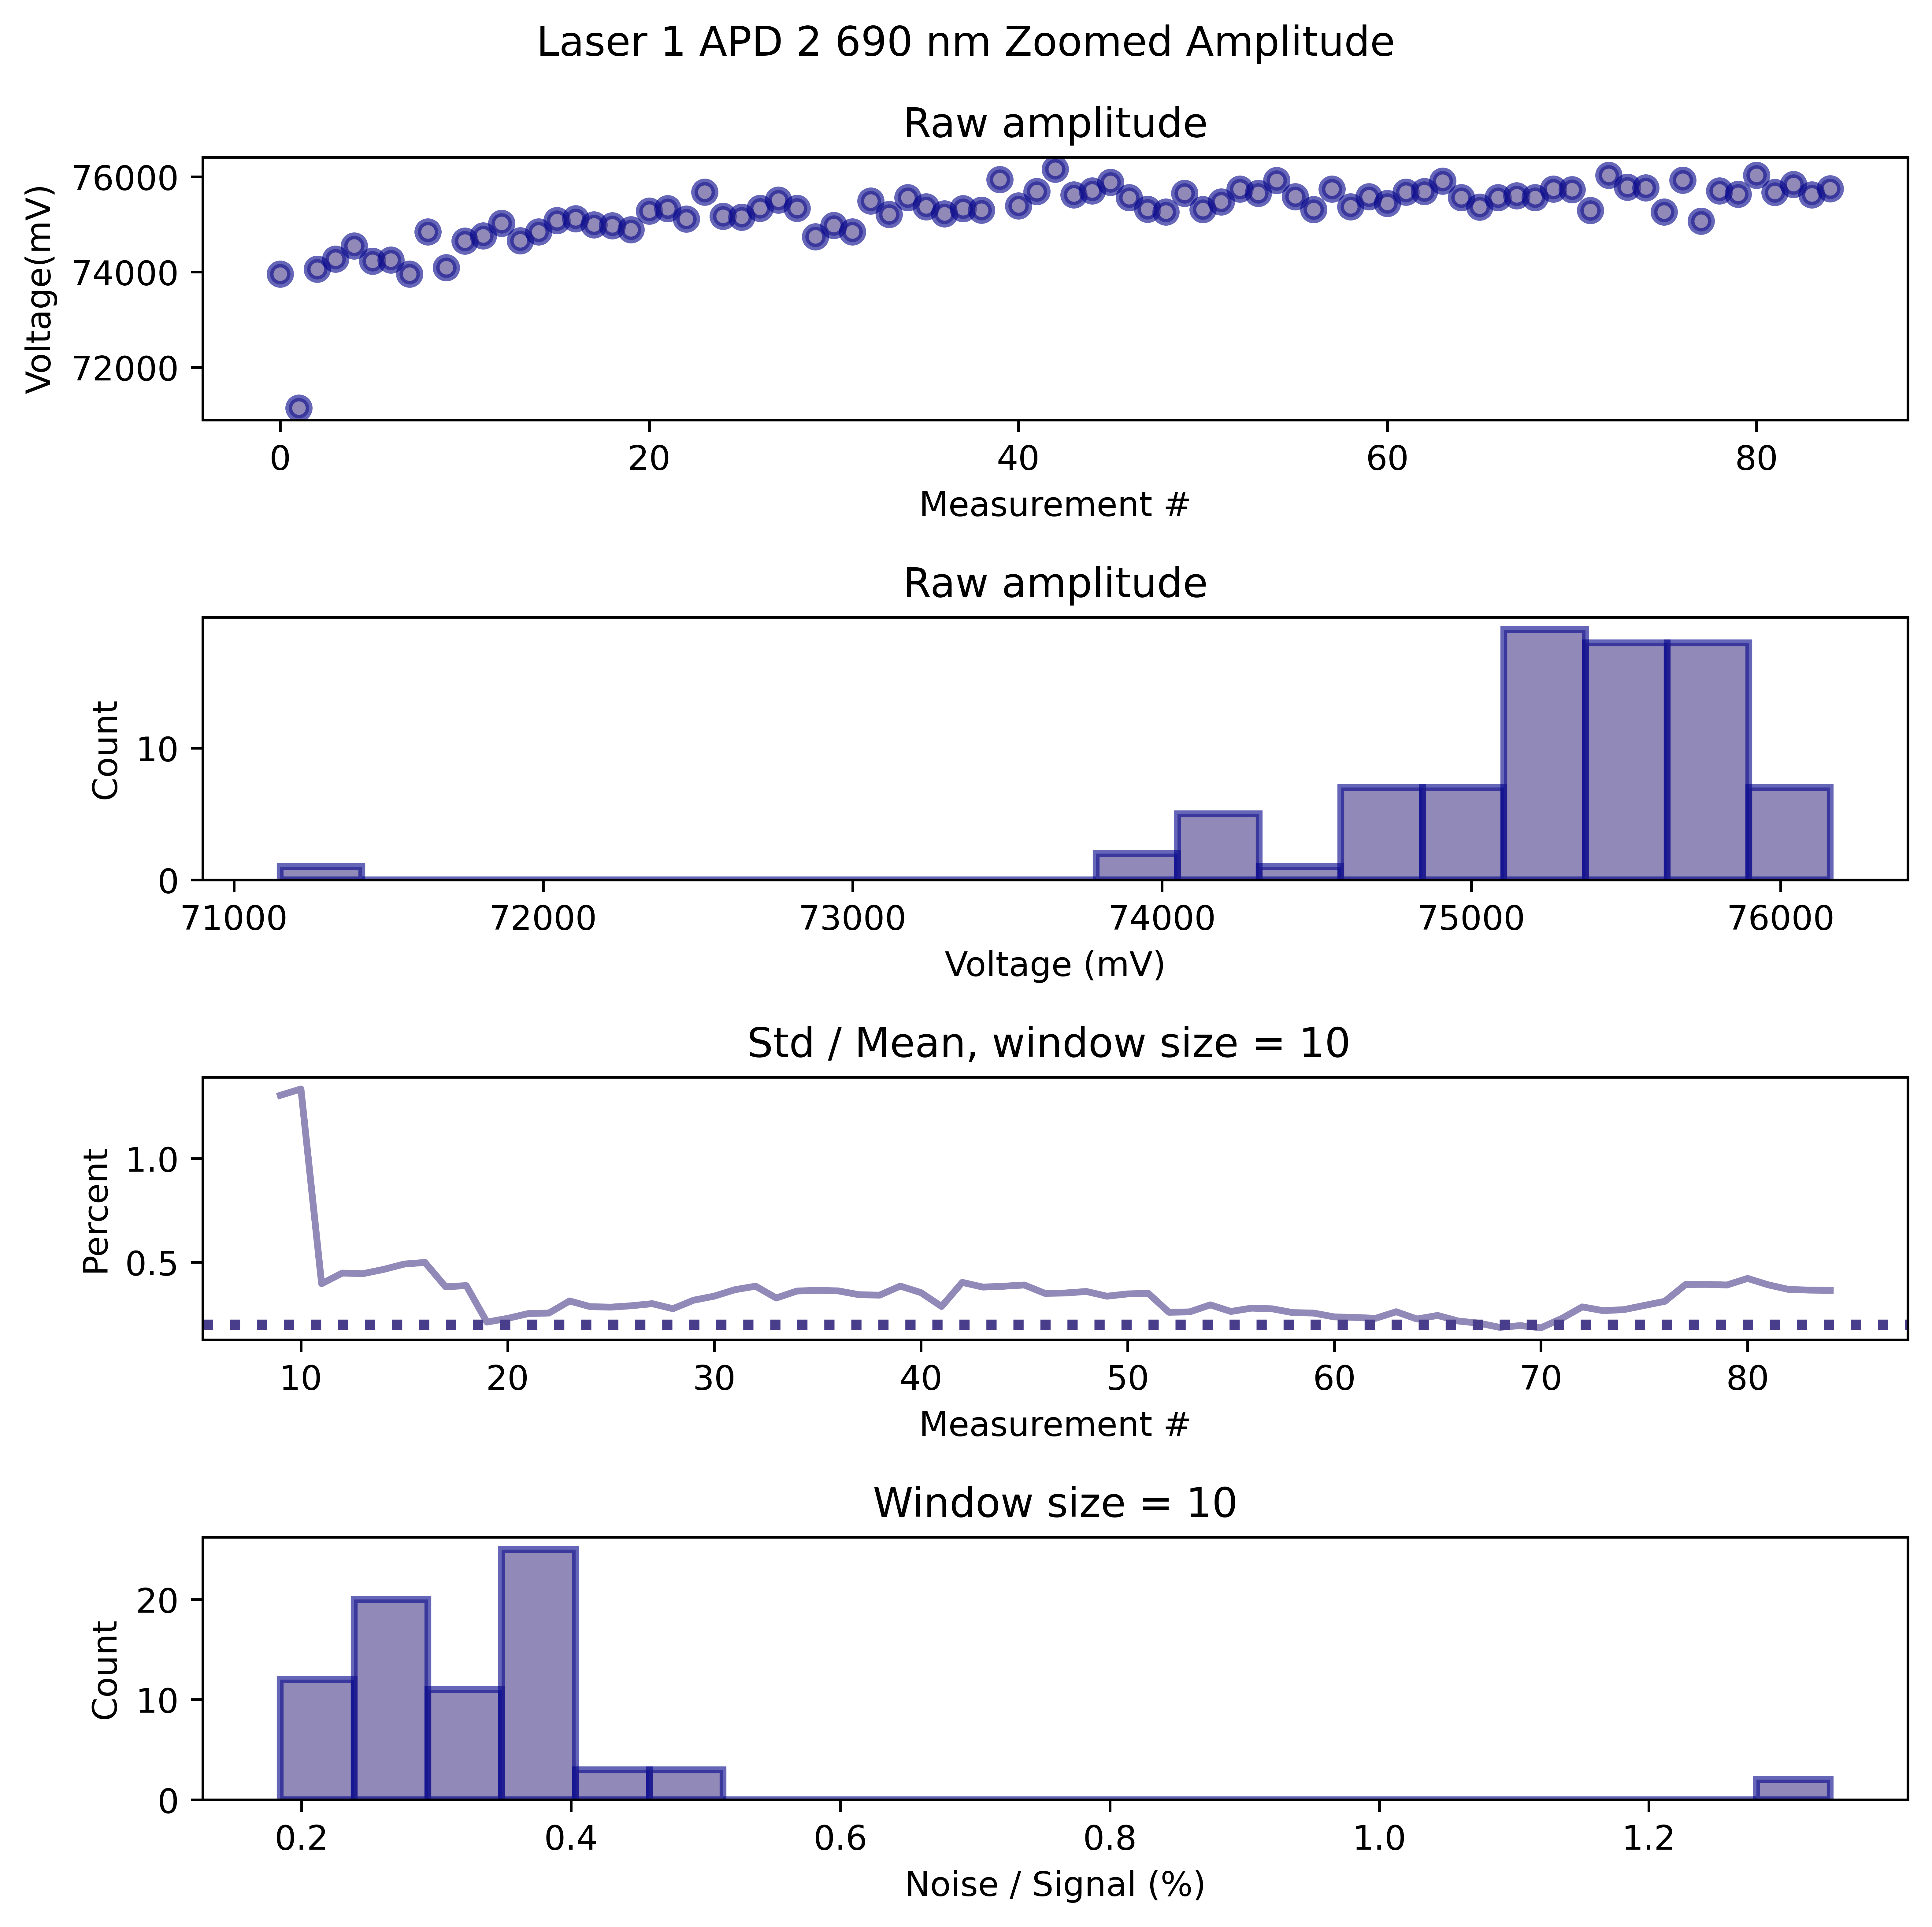 Laser 1 APD 2 690 nm Zoomed Amplitude
Raw amplitude
Voltage(mV)
76000
74000
72000
0 20 40 60 80
Measurement #
Raw amplitude
Count
10
0
71000 72000 73000 74000 75000 76000
Voltage (mV)
Std / Mean, window size = 10
Percent
1.0
0.5
10 20 30 40 50 60 70 80
Measurement #
Window size = 10
Count
20
10
0
0.2 0.4 0.6 0.8 1.0 1.2
Noise / Signal (%)